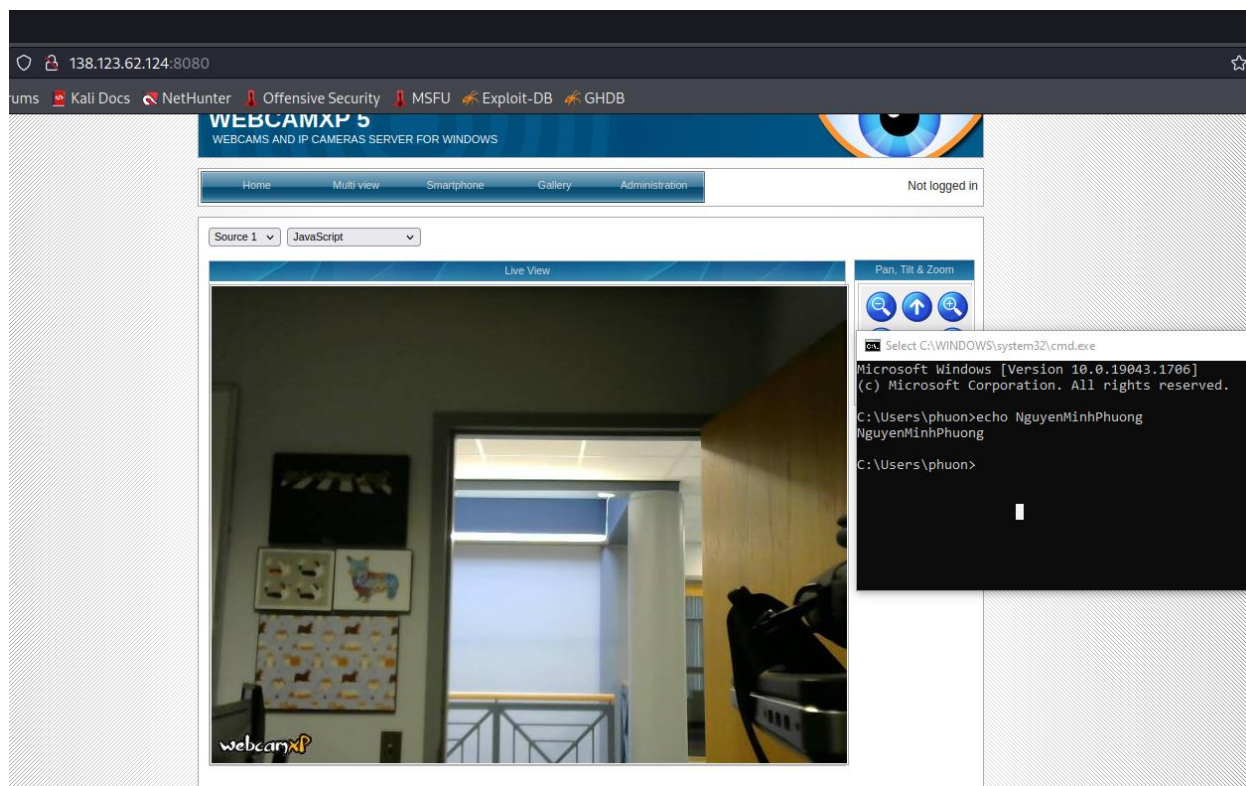 138.123.62.124:8080
rums Kali Docs NetHunter Offensive Security MSFU Exploit-DB GHDB
WEBCAMXP 5
WEBCAMS AND IP CAMERAS SERVER FOR WINDOWS
Home Multi view Smartphone Gallery Administration
Not logged in
Source 1 JavaScript
Live View
Pan, Tilt & Zoom
Select C:\WINDOWS\system32\cmd.exe
Microsoft Windows [Version 10.0.19043.1706]
(c) Microsoft Corporation. All rights reserved.
C:\Users\phuon>echo NguyenMinhPhuong
NguyenMinhPhuong
C:\Users\phuon>
webcamXP